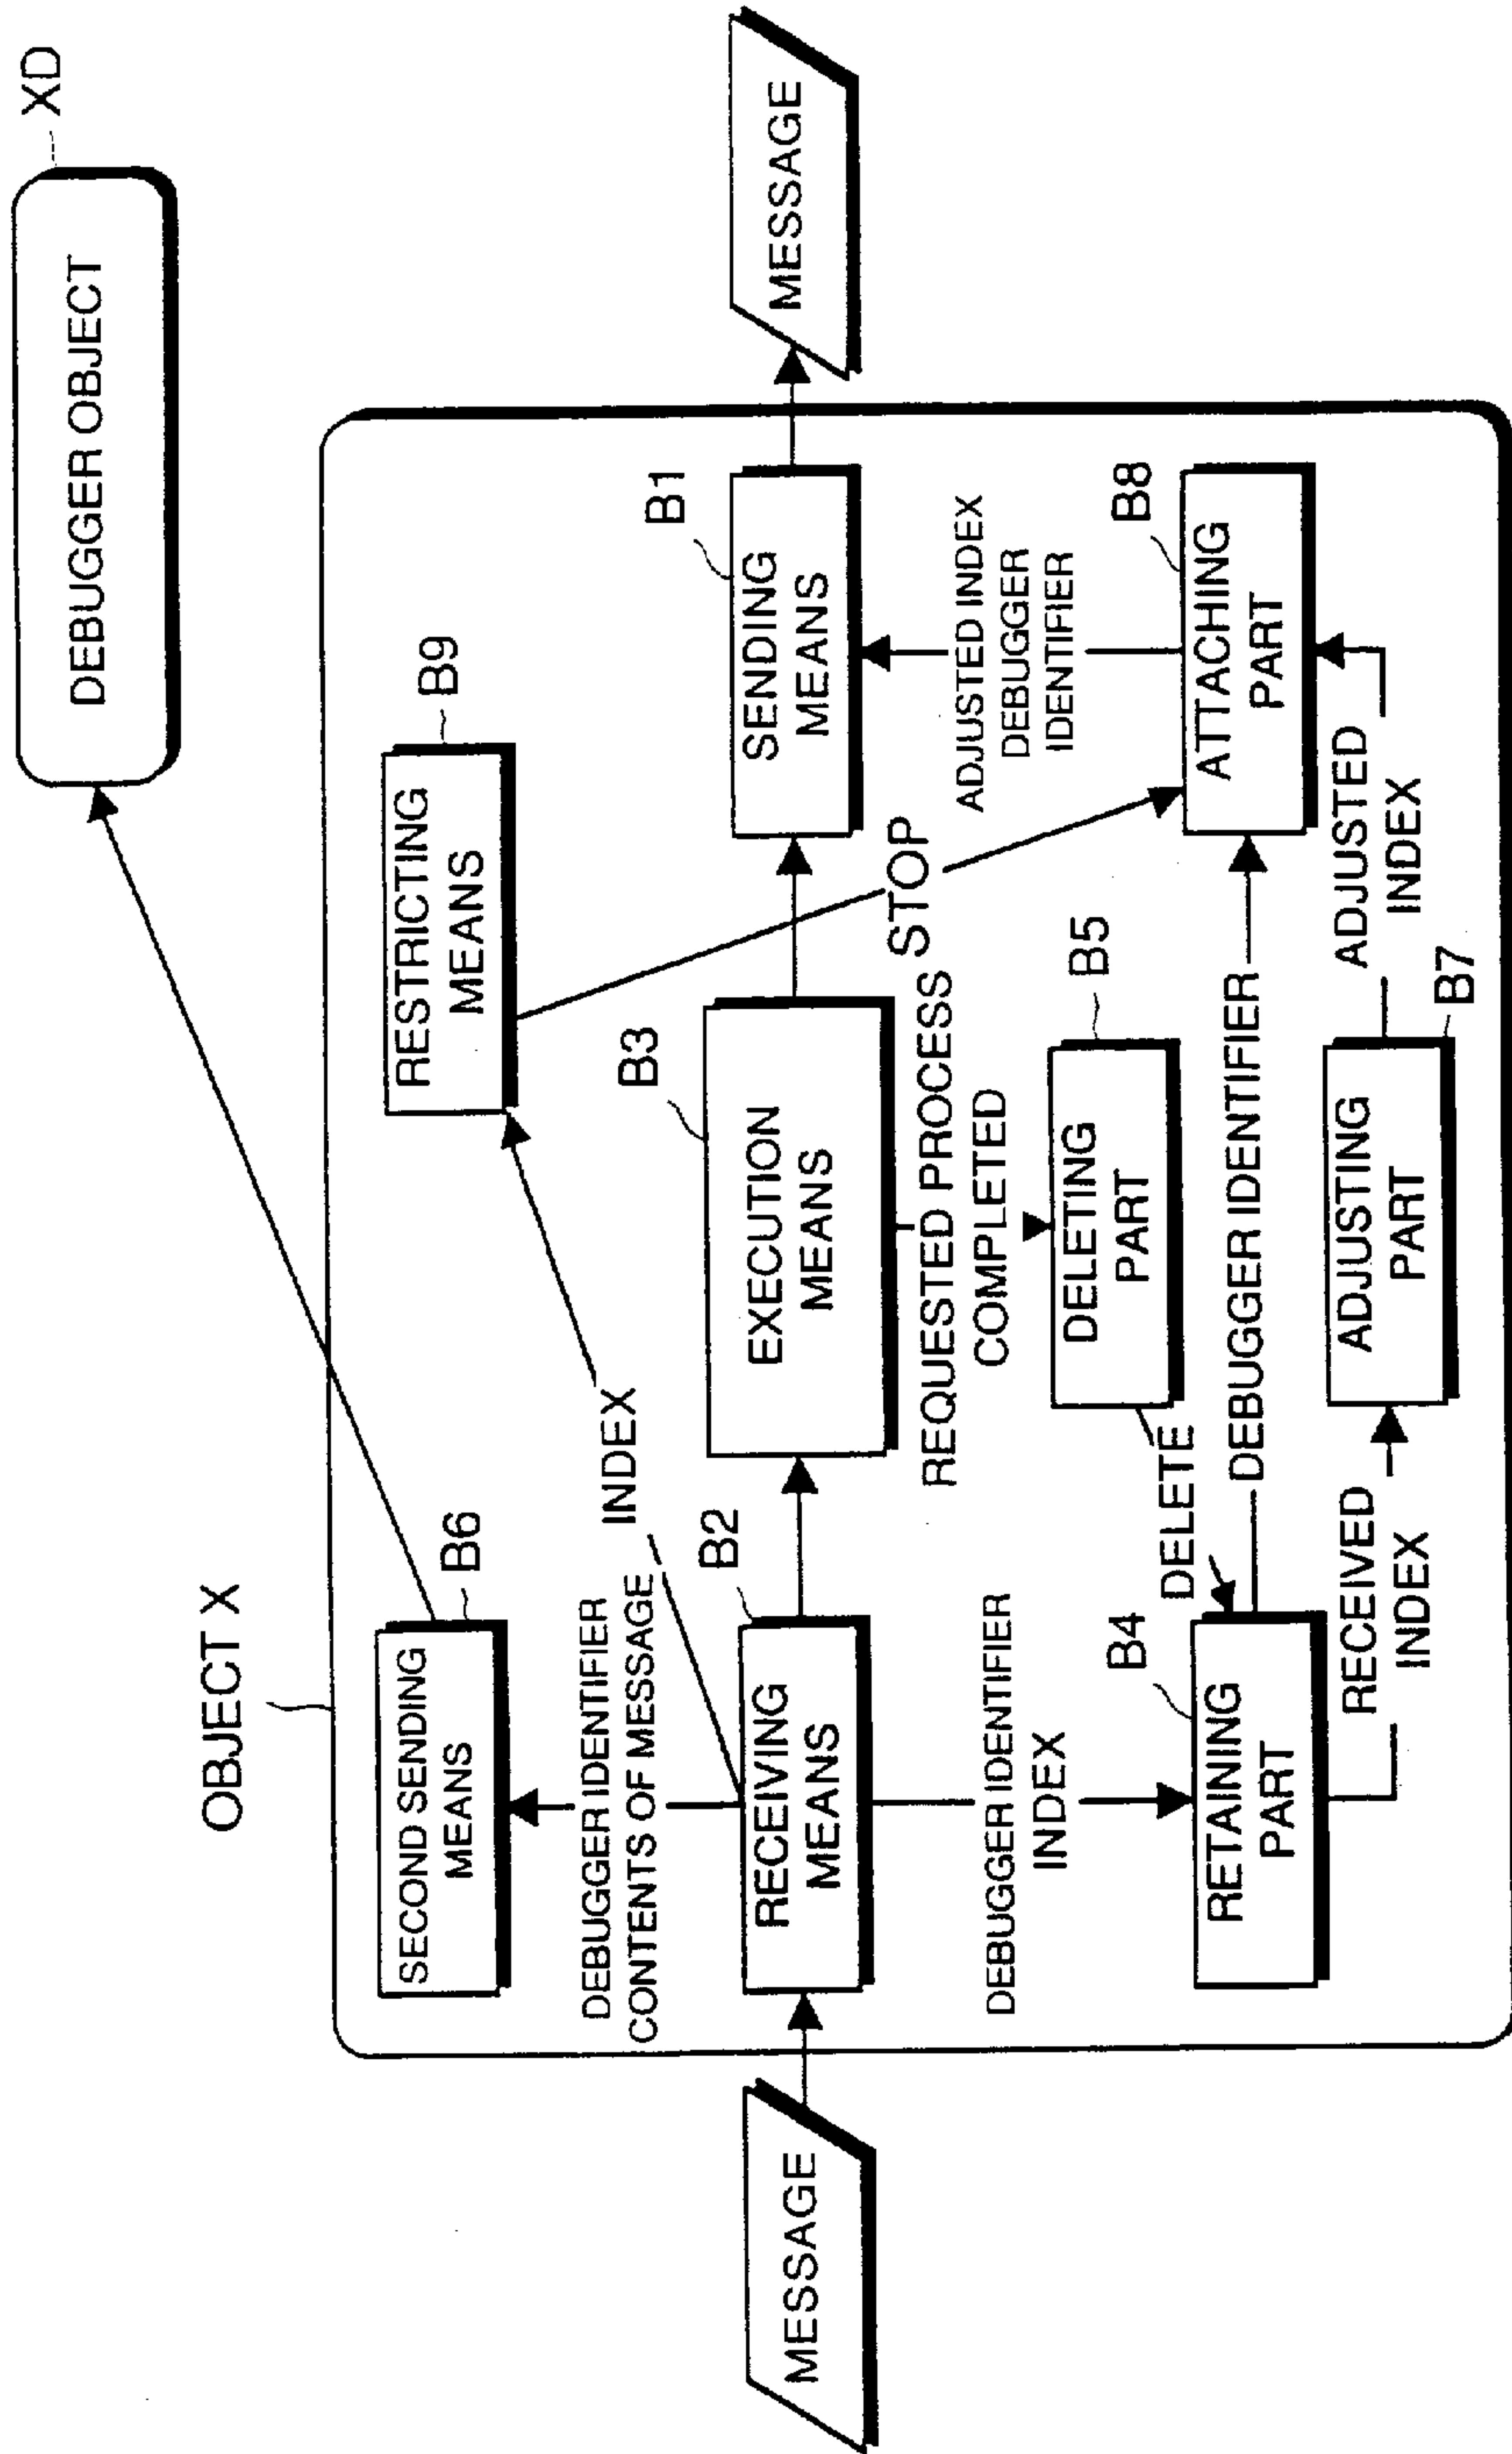 DEBUGGER OBJECT
XD
OBJECT X
SECOND SENDING
MEANS
B6
RESTRICTING
MEANS
B9
DEBUGGER IDENTIFIER
CONTENTS OF MESSAGE
INDEX
MESSAGE
RECEIVING
MEANS
B2
EXECUTION
MEANS
B3
SENDING
MEANS
B1
MESSAGE
REQUESTED PROCESS
COMPLETED
STOP
ADJUSTED INDEX
DEBUGGER
IDENTIFIER
DEBUGGER IDENTIFIER
INDEX
DELETING
PART
B5
DELETE
RETAINING
PART
B4
DEBUGGER IDENTIFIER
ATTACHING
PART
B8
RECEIVED
INDEX
ADJUSTING
PART
B7
ADJUSTED
INDEX